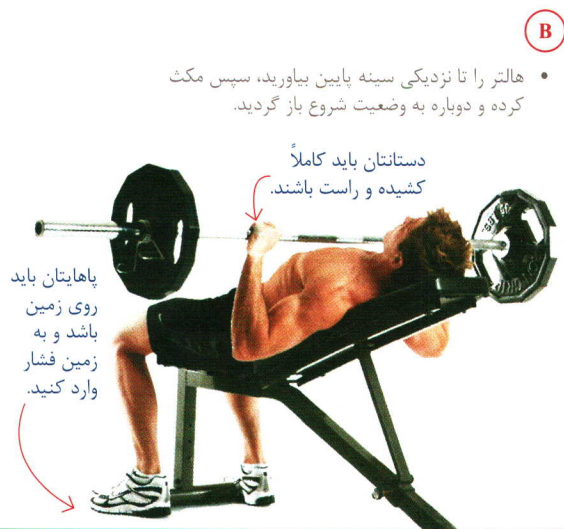 B
• هالتر را تا نزدیکی سینه پایین بیاورید، سپس مکث
کرده و دوباره به وضعیت شروع باز گردید.
دستانتان باید کاملاً
کشیده و راست باشند.
پاهایتان باید
روی زمین
باشد و به
زمین فشار
وارد کنید.